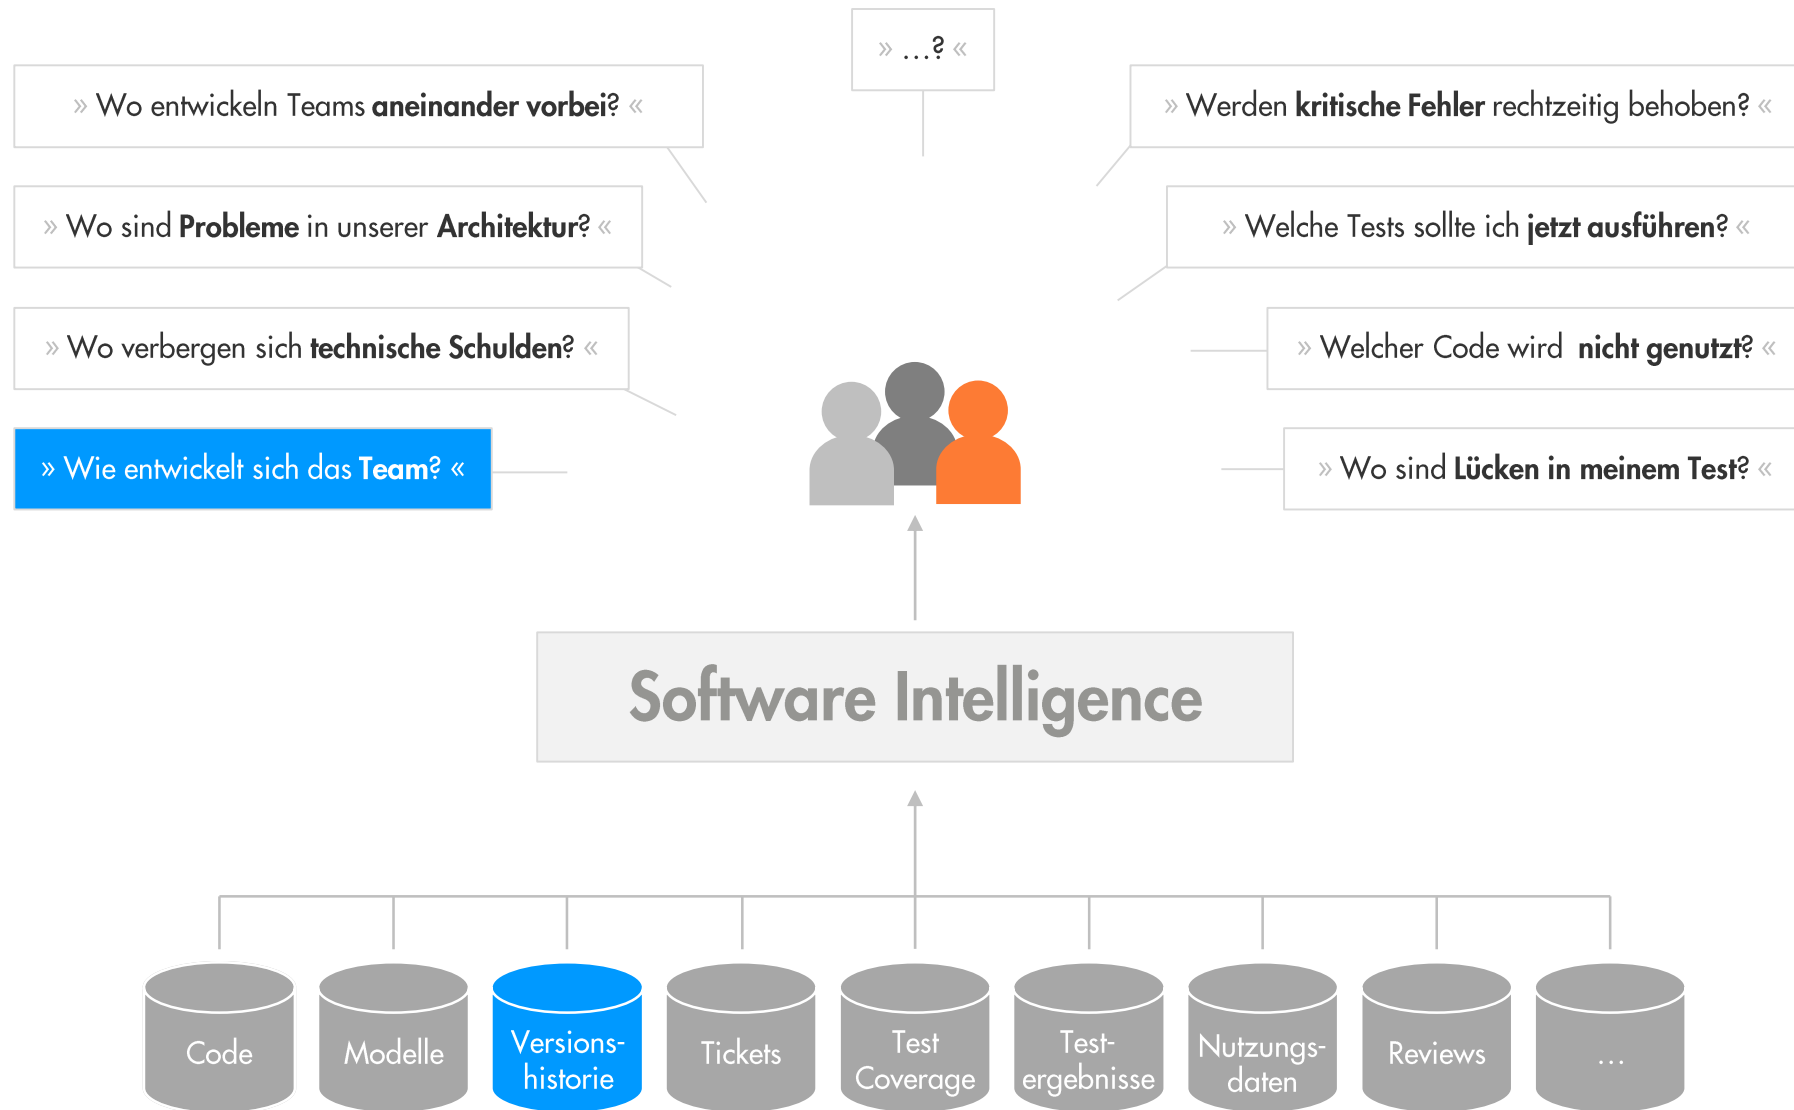 » …? «
» Wo entwickeln Teams aneinander vorbei? «
» Werden kritische Fehler rechtzeitig behoben? «
» Wo sind Probleme in unserer Architektur? «
» Welche Tests sollte ich jetzt ausführen? «
» Wo verbergen sich technische Schulden? «
» Welcher Code wird nicht genutzt? «
» Wie entwickelt sich das Team? «
» Wo sind Lücken in meinem Test? «
Software Intelligence
Code
Modelle
Versions-
historie
Tickets
Test
Coverage
Test-
ergebnisse
Nutzungs-
daten
Reviews
…